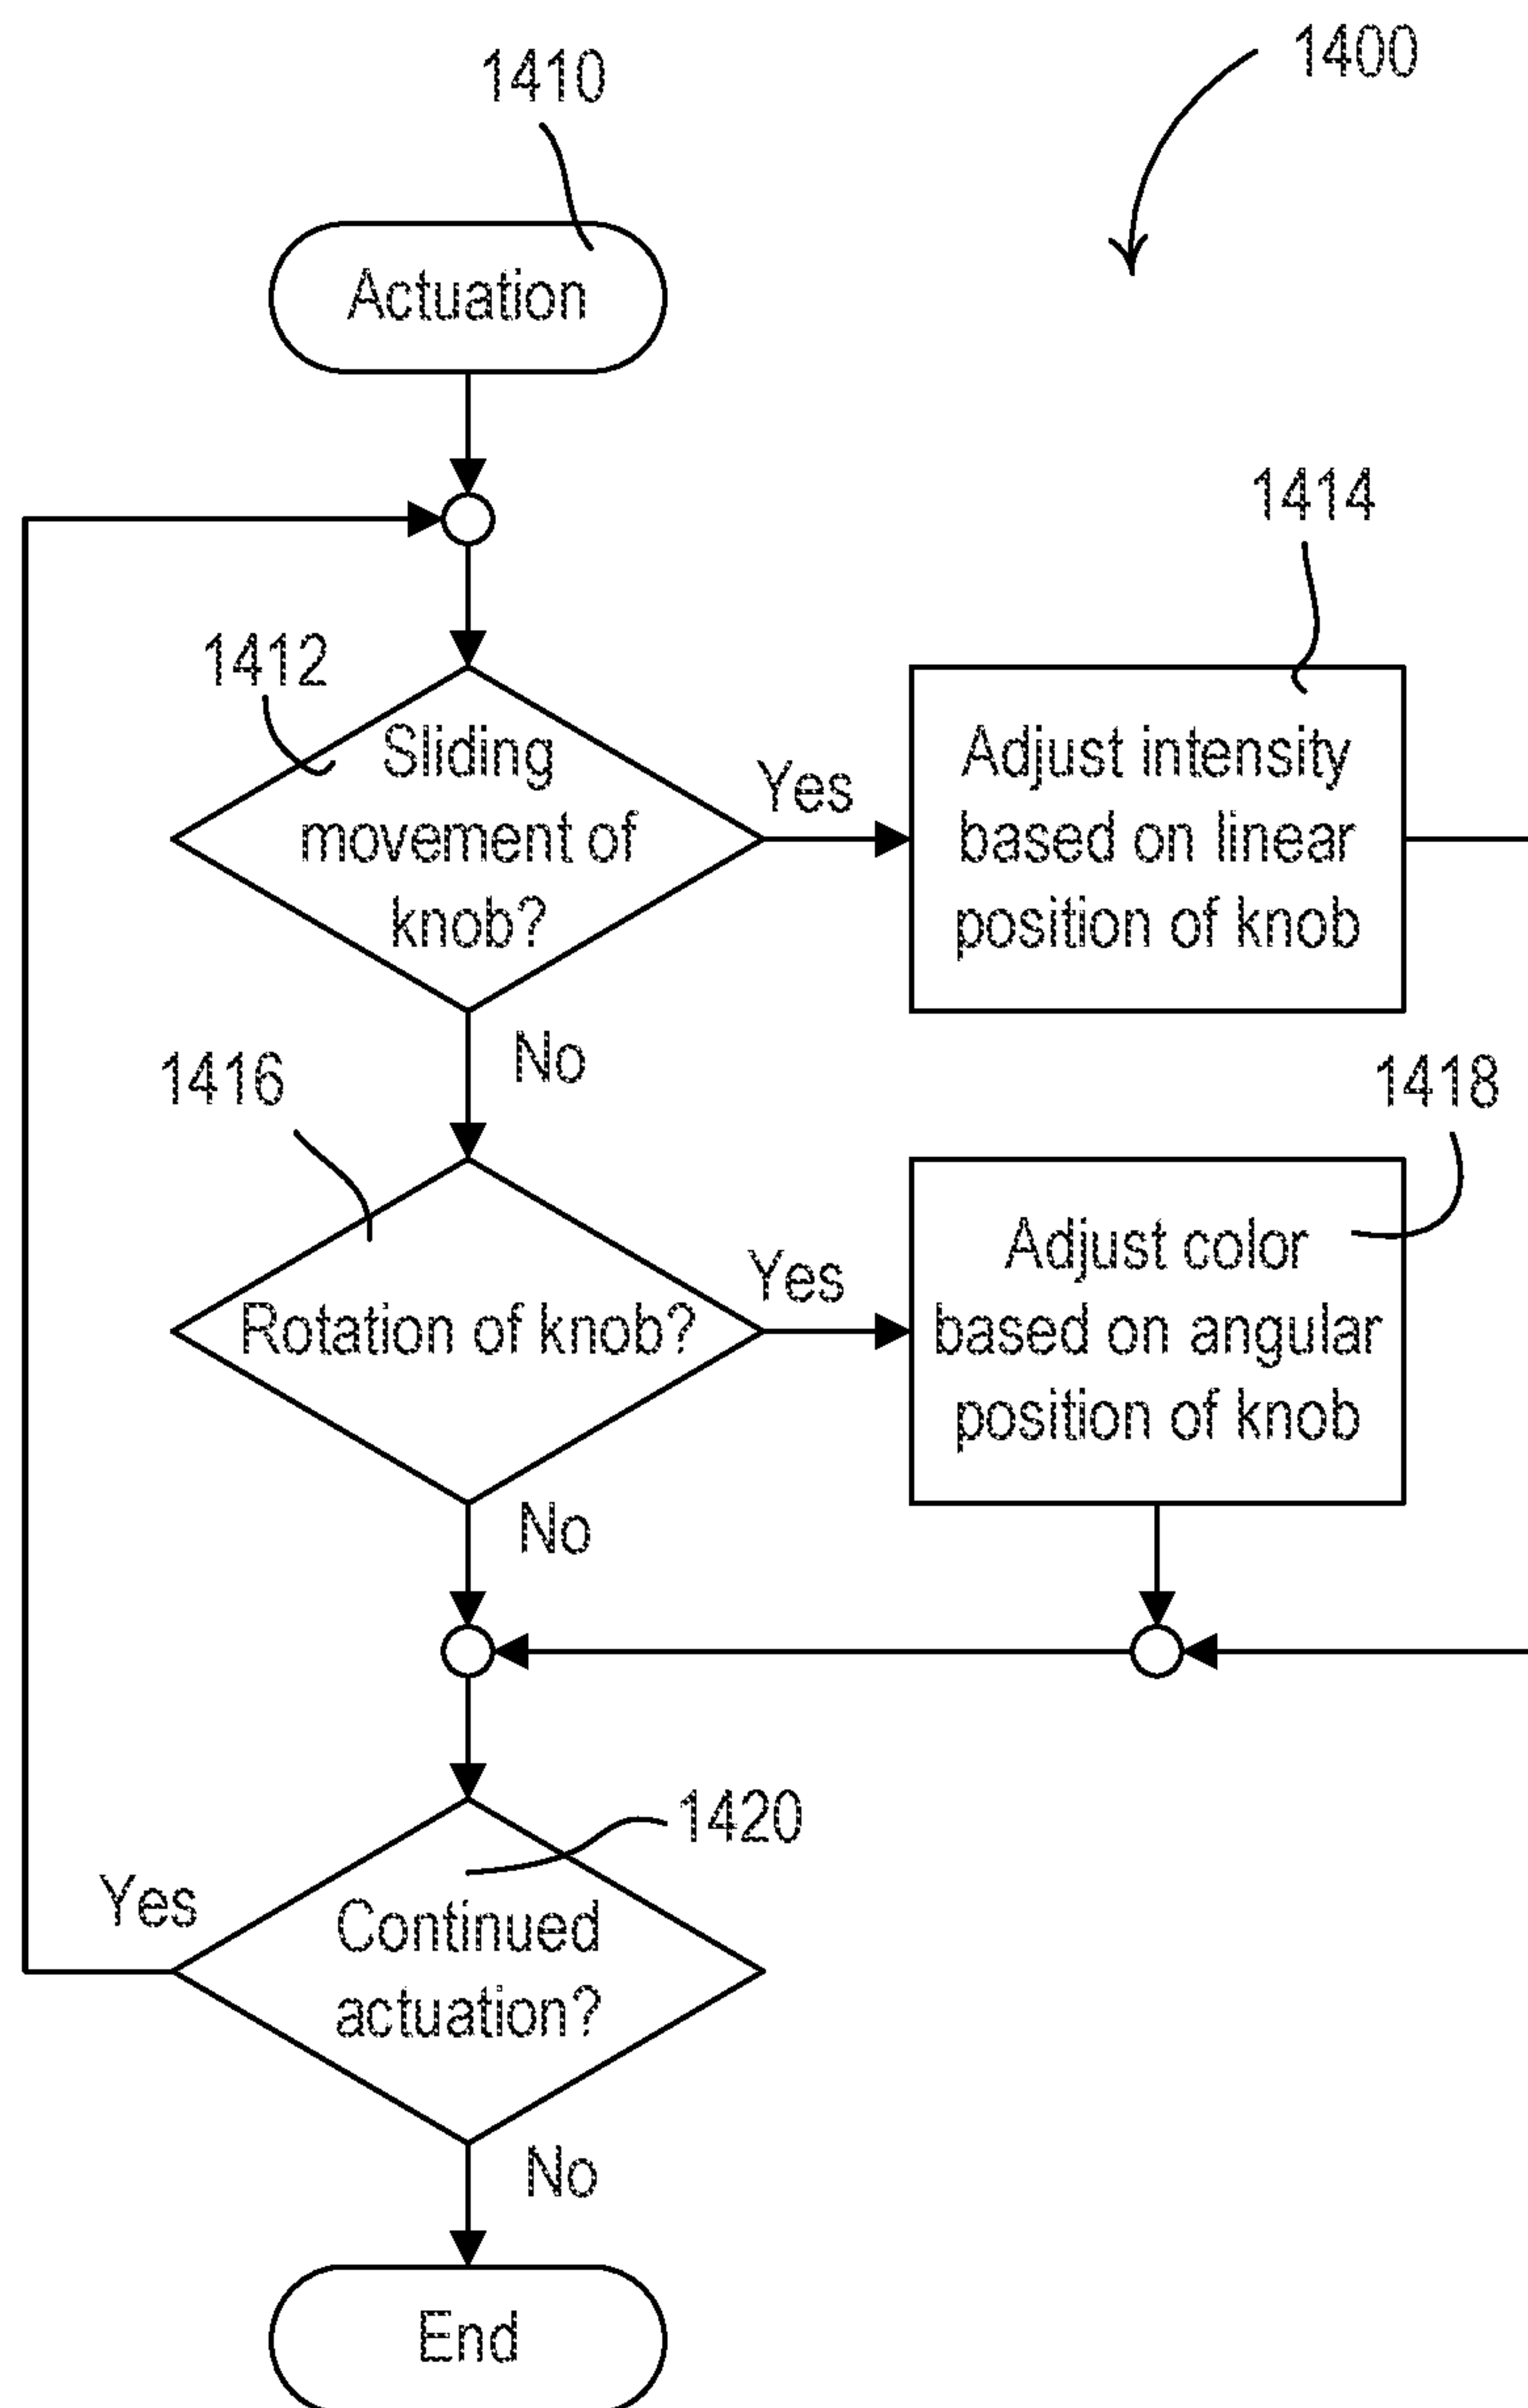 1400
1410
Actuation
1412
Sliding
movement of
knob?
Yes
1414
Adjust intensity
based on linear
position of knob
No
1416
Rotation of knob?
Yes
1418
Adjust color
based on angular
position of knob
No
1420
Continued
actuation?
Yes
No
End